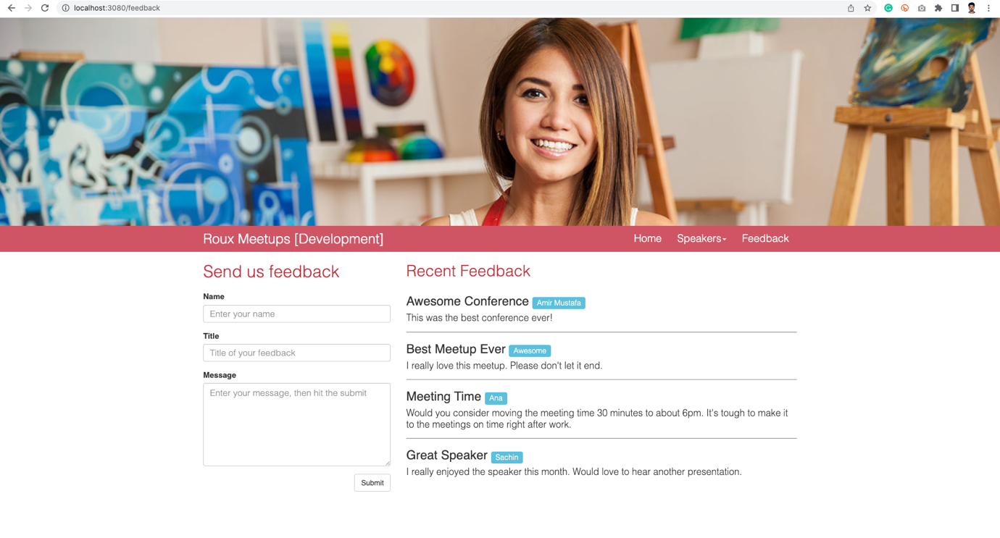 localhost:3080/feedback
Roux Meetups [Development]
Home Speakers Feedback
Send us feedback
Name
Enter your name
Title
Title of your feedback
Message
Enter your message, then hit the submit
Submit
Recent Feedback
Awesome Conference Amir Mustafa
This was the best conference ever!
Best Meetup Ever Awesome
I really love this meetup. Please don't let it end.
Meeting Time Ana
Would you consider moving the meeting time 30 minutes to about 6pm. It's tough to make it
to the meetings on time right after work.
Great Speaker Sachin
I really enjoyed the speaker this month. Would love to hear another presentation.